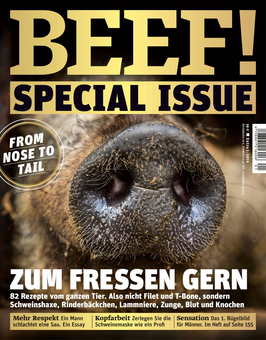 BEEF!
SPECIAL ISSUE
FROM
NOSE TO
TAIL
ZUM FRESSEN GERN
82 Rezepte vom ganzen Tier. Also nicht Filet und T-Bone, sondern
Schweinshaxe, Rinderbäckchen, Lammniere, Zunge, Blut und Knochen
Mehr Respekt Ein Mann
schlachtet eine Sau. Ein Essay
Kopfarbeit Zerlegen Sie die
Schweinemaske wie ein Profi
Sensation Das 1. Bügelbild
für Männer. Im Heft auf Seite 155